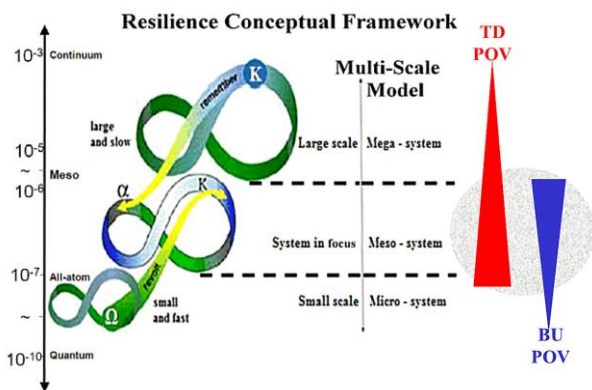 Resilience Conceptual Framework
TD
POV
10-3
Continuum
K
remember
Multi-Scale
Model
large
and slow
Large scale
Mega - system
10-5
~
Meso
10-6
α
K
System in focus
Meso - system
10-7
All-atom
revolt
small
and fast
Small scale
Micro - system
~
Ω
10-10
Quantum
BU
POV